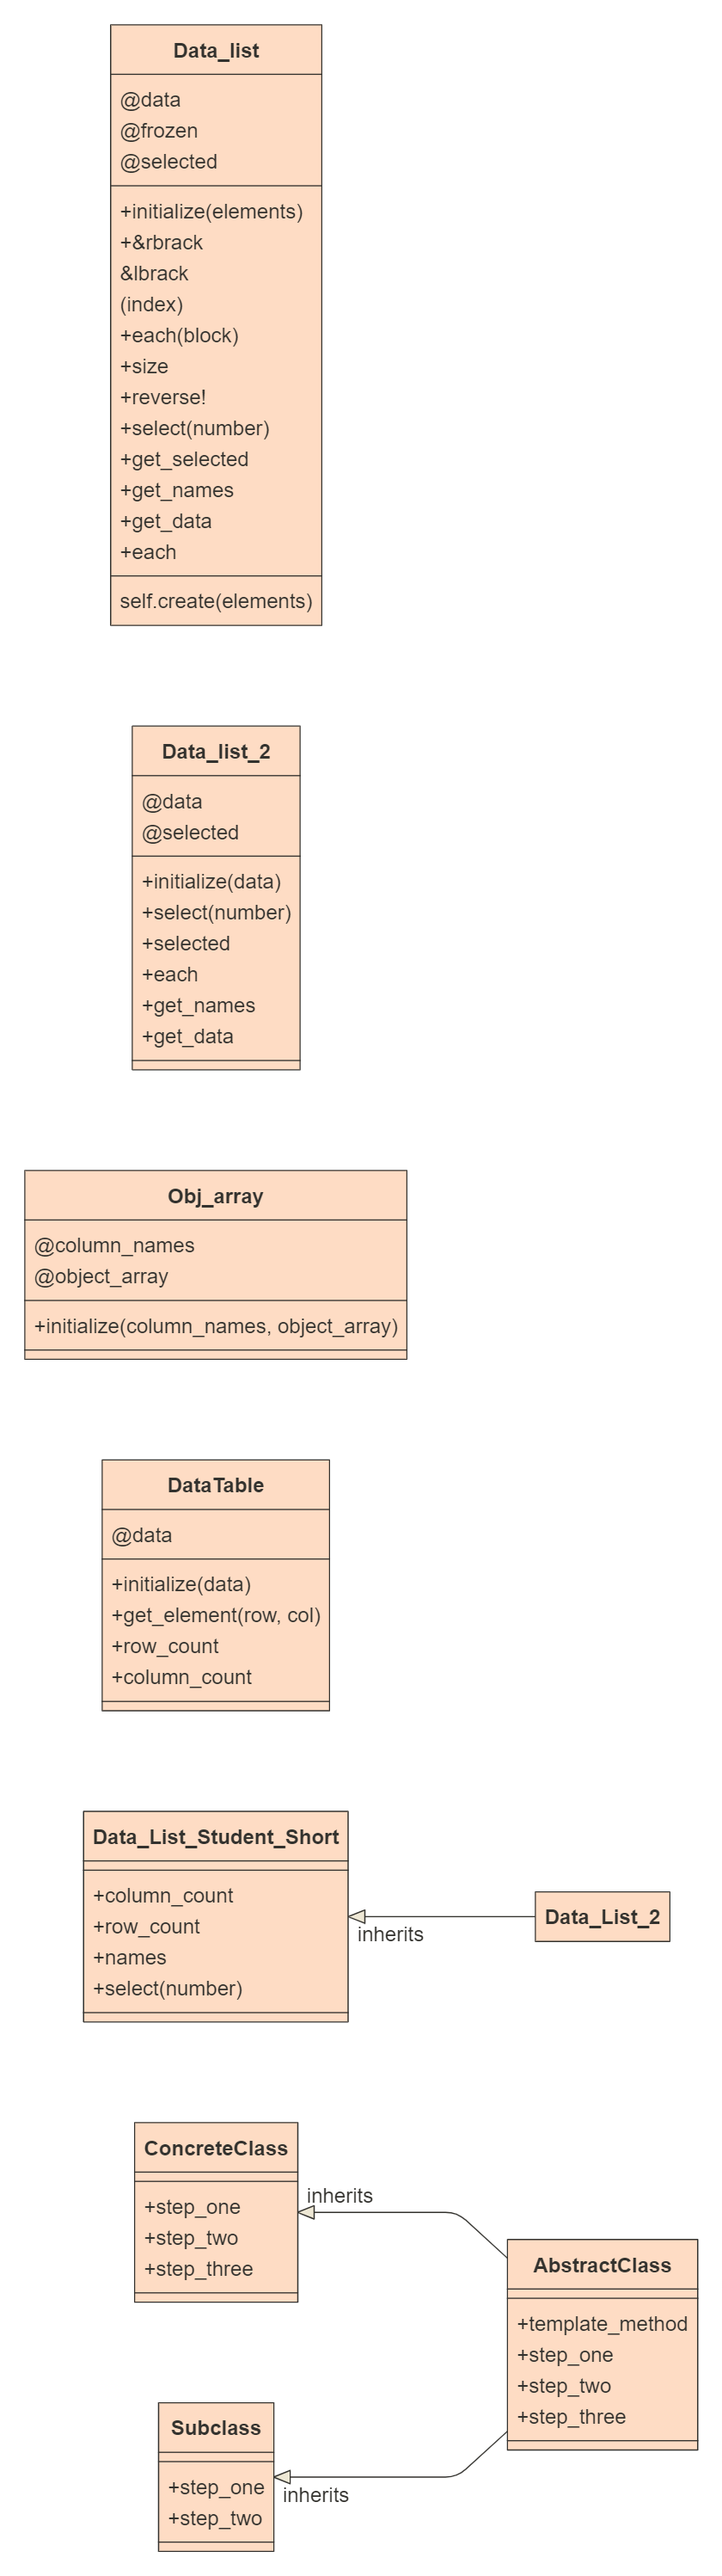 Data_list
@data
@frozen
@selected
+initialize(elements)
+&rbrack
&lbrack
(index)
+each(block)
+size
+reverse!
+select(number)
+get_selected
+get_names
+get_data
+each
self.create(elements)
Data_list_2
@data
@selected
+initialize(data)
+select(number)
+selected
+each
+get_names
+get_data
Obj_array
@column_names
@object_array
+initialize(column_names, object_array)
DataTable
@data
+initialize(data)
+get_element(row, col)
+row_count
+column_count
Data_List_Student_Short
+column_count
+row_count
+names
+select(number)
inherits
Data_List_2
ConcreteClass
+step_one
+step_two
+step_three
inherits
AbstractClass
+template_method
+step_one
+step_two
+step_three
Subclass
+step_one
+step_two
inherits